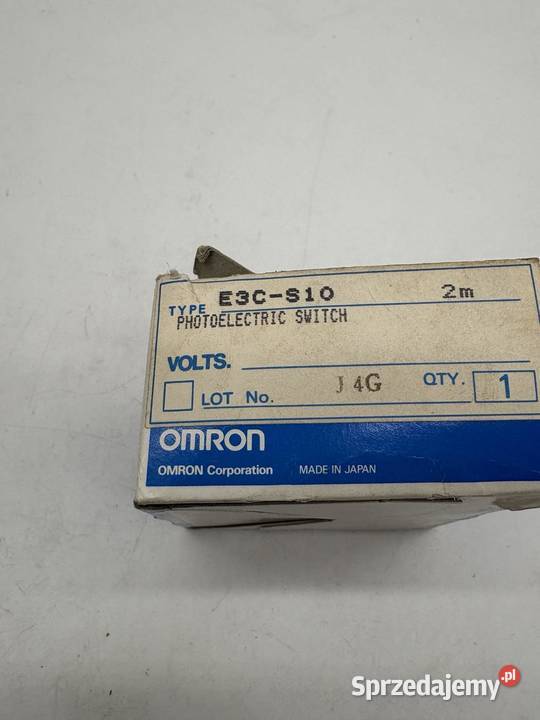 TYPE E3C-S10 2m
PHOTOELECTRIC SWITCH
VOLTS.
LOT No. J 4G QTY. 1
OMRON
OMRON Corporation MADE IN JAPAN
Sprzedajemy.pl